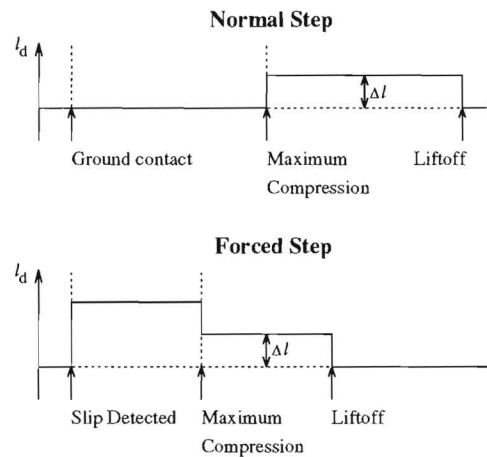 Normal Step
l_d
Δl
Ground contact
Maximum
Compression
Liftoff
Forced Step
l_d
Δl
Slip Detected
Maximum
Compression
Liftoff